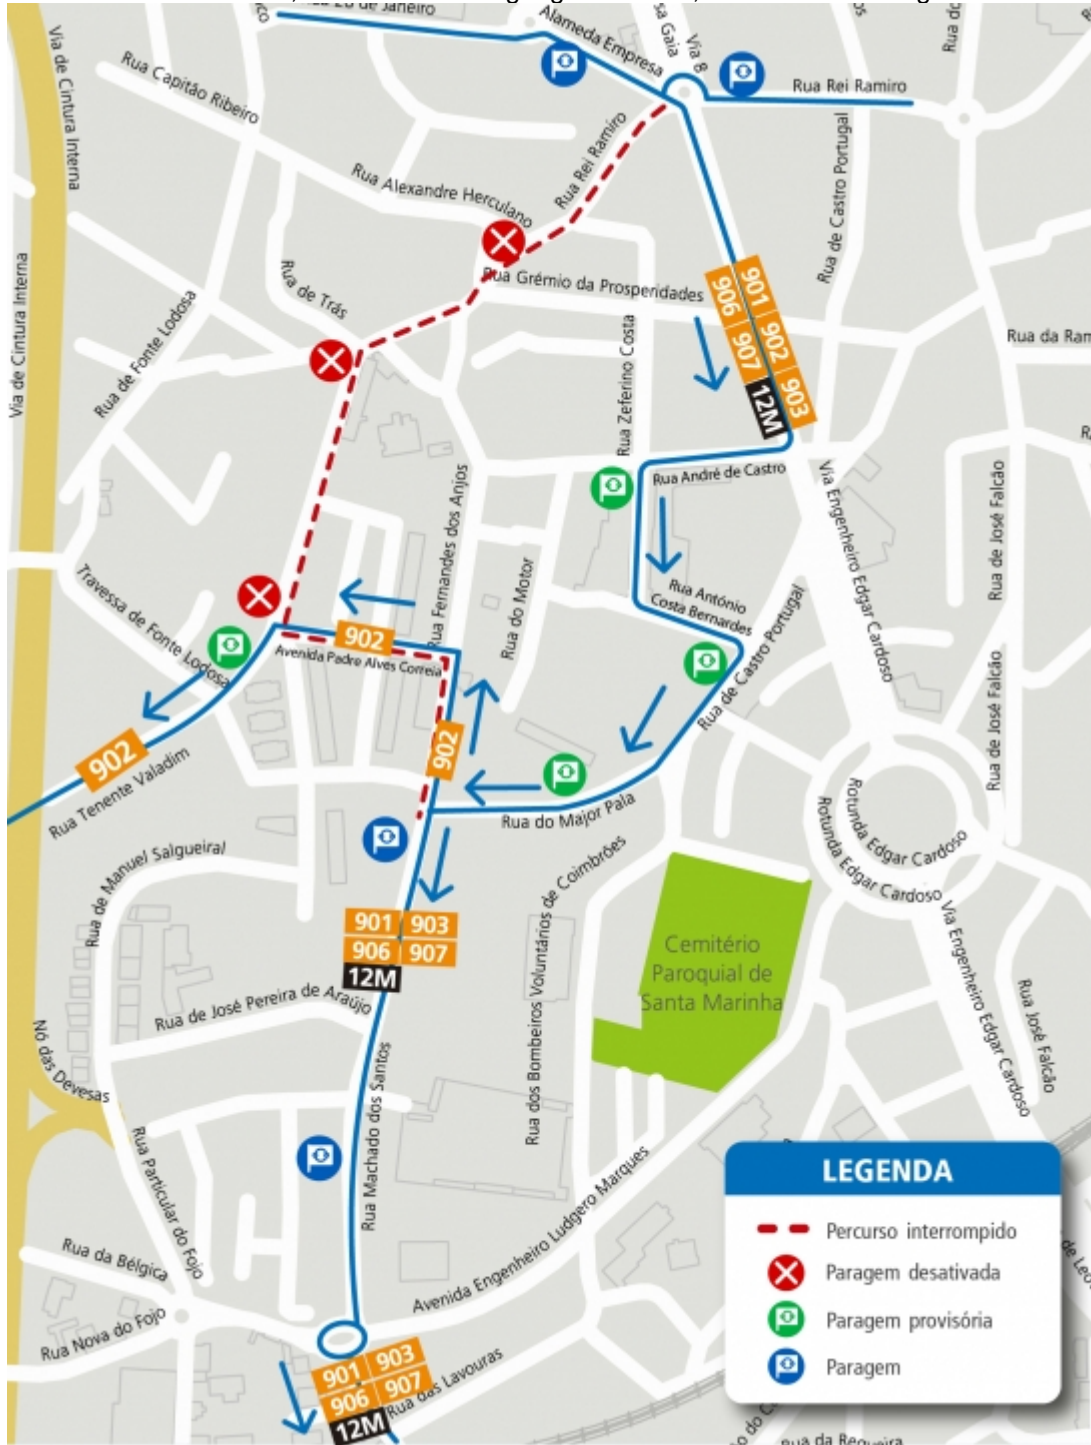 28 de Janeiro
Alameda Empresa
sa Gaia
Via 8
Rua Rei Ramiro
Via de Cintura Interna
Rua Capitão Ribeiro
Rua Rei Ramiro
Rua Alexandre Herculano
Rua de Castro Portugal
Rua Grémio da Prosperidades
Rua de Trás
Via de Cintura Interna
Rua de Fonte Lodosa
901
906
902
907
903
12M
Rua da Ram
Rua Zeferino Costa
Rua André de Castro
Via Engenheiro Edgar Cardoso
Rua de José Falcão
Rua Fernandes dos Anjos
Rua do Motor
Rua António
Costa Bernardes
Travessa de Fonte Lodosa
902
Avenida Padre Alves Correia
Rua de Castro Portugal
Rua de José Falcão
902
902
Rua Tenente Valadim
Rua do Major Pala
Rotunda Edgar Cardoso
Rotunda Edgar Cardoso
Rua de Manuel Salgueiral
901
903
906
907
12M
Rua dos Bombeiros Voluntários de Coimbrões
Cemitério
Paroquial de
Santa Marinha
Via Engenheiro Edgar Cardoso
Rua José Falcão
Rua de José Pereira de Araújo
Nó das Devesas
Rua Machado dos Santos
Rua Particular do Fojo
Avenida Engenheiro Ludgero Marques
Rua da Bélgica
Rua Nova do Fojo
901
903
906
907
12M
Rua das Lavouras
LEGENDA
Percurso interrompido
Paragem desativada
Paragem provisória
Paragem